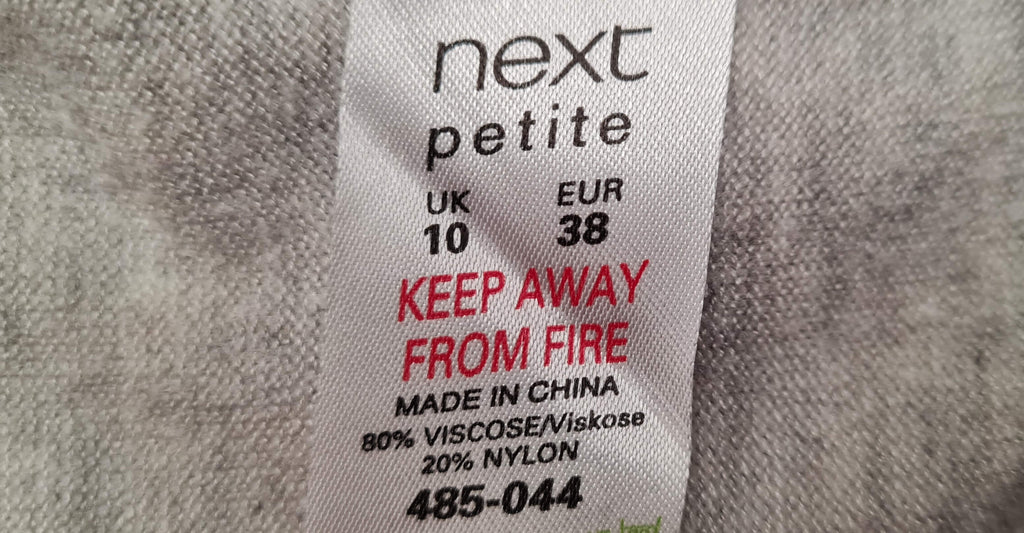 next
petite
UK EUR
10 38
KEEP AWAY
FROM FIRE
MADE IN CHINA
80% VISCOSE/Viskose
20% NYLON
485-044